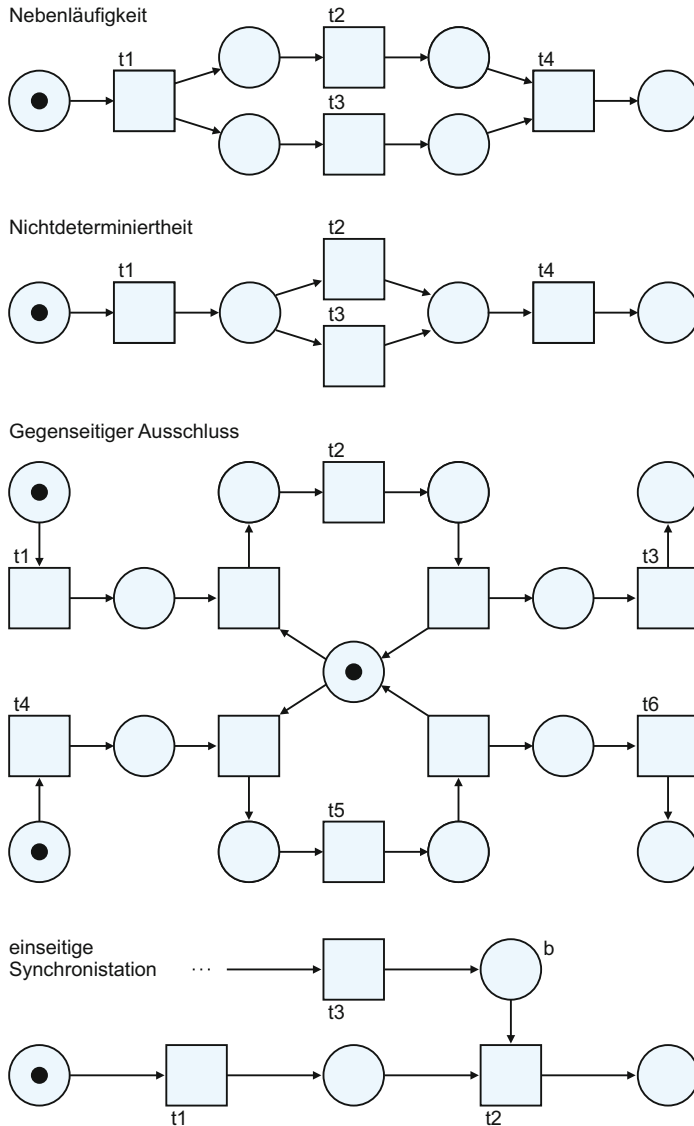 Nebenläufigkeit
t1
t2
t3
t4
Nichtdeterminiertheit
t1
t2
t3
t4
Gegenseitiger Ausschluss
t2
t1
t3
t4
t6
t5
einseitige
Synchronistation ...
b
t3
t1
t2